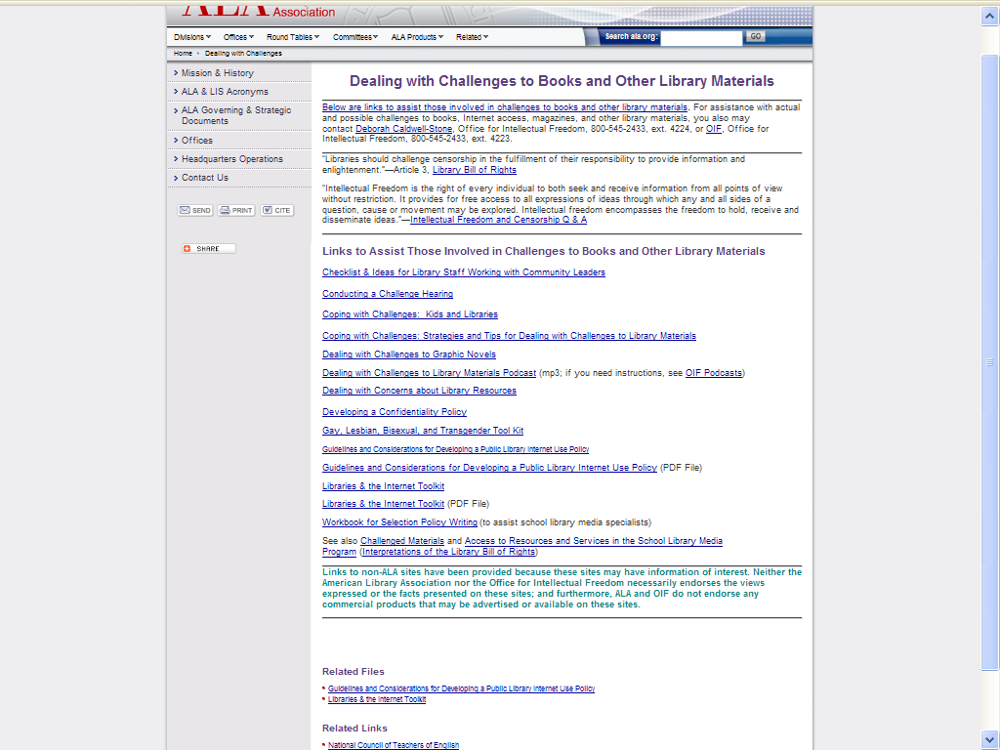 ALA Association
Divisions Offices Round Tables Committees ALA Products Related Search ala.org: GO
Home Dealing with Challenges
Mission & History
ALA & LIS Acronyms
ALA Governing & Strategic
Documents
Offices
Headquarters Operations
Contact Us
SEND PRINT CITE
SHARE
Dealing with Challenges to Books and Other Library Materials
Below are links to assist those involved in challenges to books and other library materials. For assistance with actual
and possible challenges to books, Internet access, magazines, and other library materials, you also may
contact Deborah Caldwell-Stone, Office for Intellectual Freedom, 800-545-2433, ext. 4224, or OIF, Office for
Intellectual Freedom, 800-545-2433, ext. 4223.
"Libraries should challenge censorship in the fulfillment of their responsibility to provide information and
enlightenment."—Article 3, Library Bill of Rights
"Intellectual Freedom is the right of every individual to both seek and receive information from all points of view
without restriction. It provides for free access to all expressions of ideas through which any and all sides of a
question, cause or movement may be explored. Intellectual freedom encompasses the freedom to hold, receive and
disseminate ideas."—Intellectual Freedom and Censorship Q & A
Links to Assist Those Involved in Challenges to Books and Other Library Materials
Checklist & Ideas for Library Staff Working with Community Leaders
Conducting a Challenge Hearing
Coping with Challenges: Kids and Libraries
Coping with Challenges: Strategies and Tips for Dealing with Challenges to Library Materials
Dealing with Challenges to Graphic Novels
Dealing with Challenges to Library Materials Podcast (mp3; if you need instructions, see OIF Podcasts)
Dealing with Concerns about Library Resources
Developing a Confidentiality Policy
Gay, Lesbian, Bisexual, and Transgender Tool Kit
Guidelines and Considerations for Developing a Public Library Internet Use Policy
Guidelines and Considerations for Developing a Public Library Internet Use Policy (PDF File)
Libraries & the Internet Toolkit
Libraries & the Internet Toolkit (PDF File)
Workbook for Selection Policy Writing (to assist school library media specialists)
See also Challenged Materials and Access to Resources and Services in the School Library Media
Program (Interpretations of the Library Bill of Rights)
Links to non-ALA sites have been provided because these sites may have information of interest. Neither the
American Library Association nor the Office for Intellectual Freedom necessarily endorses the views
expressed or the facts presented on these sites; and furthermore, ALA and OIF do not endorse any
commercial products that may be advertised or available on these sites.
Related Files
Guidelines and Considerations for Developing a Public Library Internet Use Policy
Libraries & the Internet Toolkit
Related Links
National Council of Teachers of English